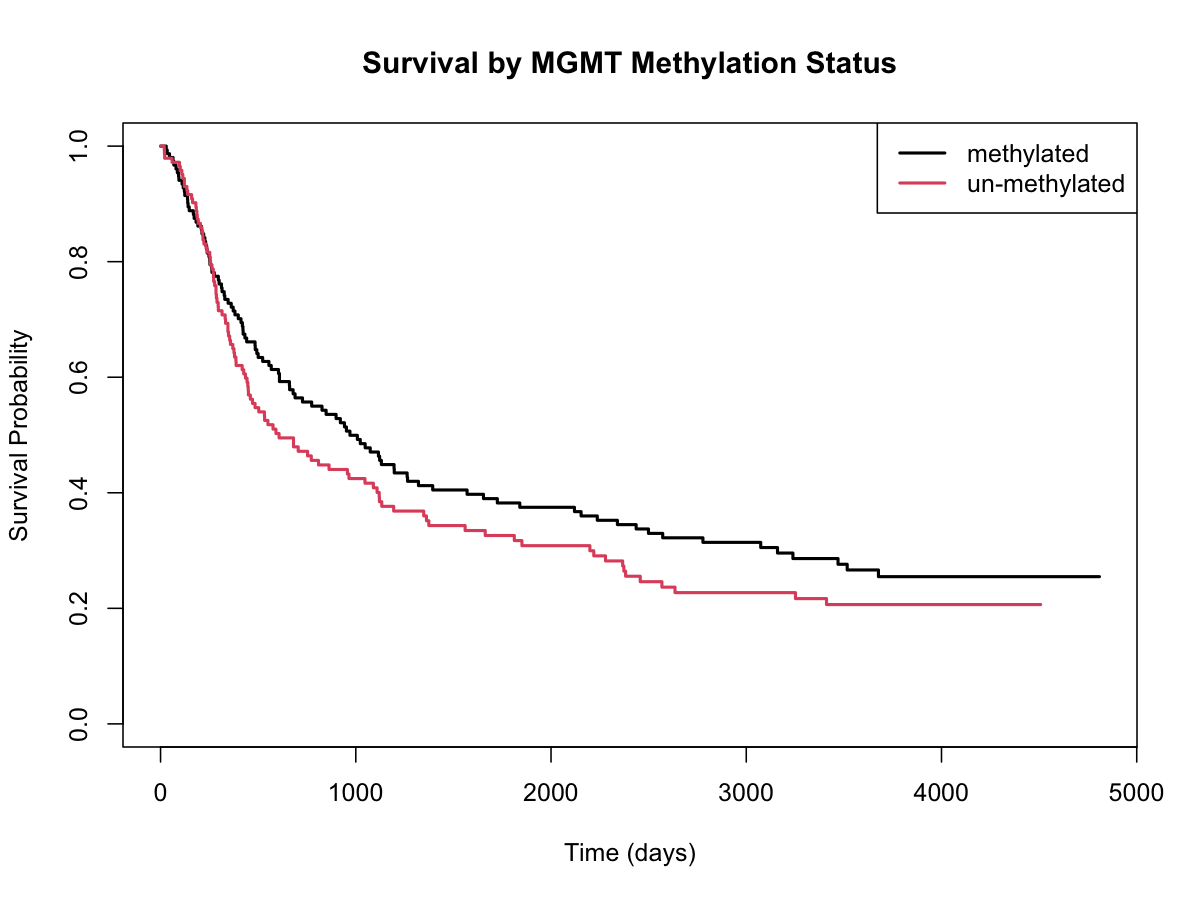 Survival by MGMT Methylation Status
methylated
un-methylated
Survival Probability
1.0
0.8
0.6
0.4
0.2
0.0
0 1000 2000 3000 4000 5000
Time (days)